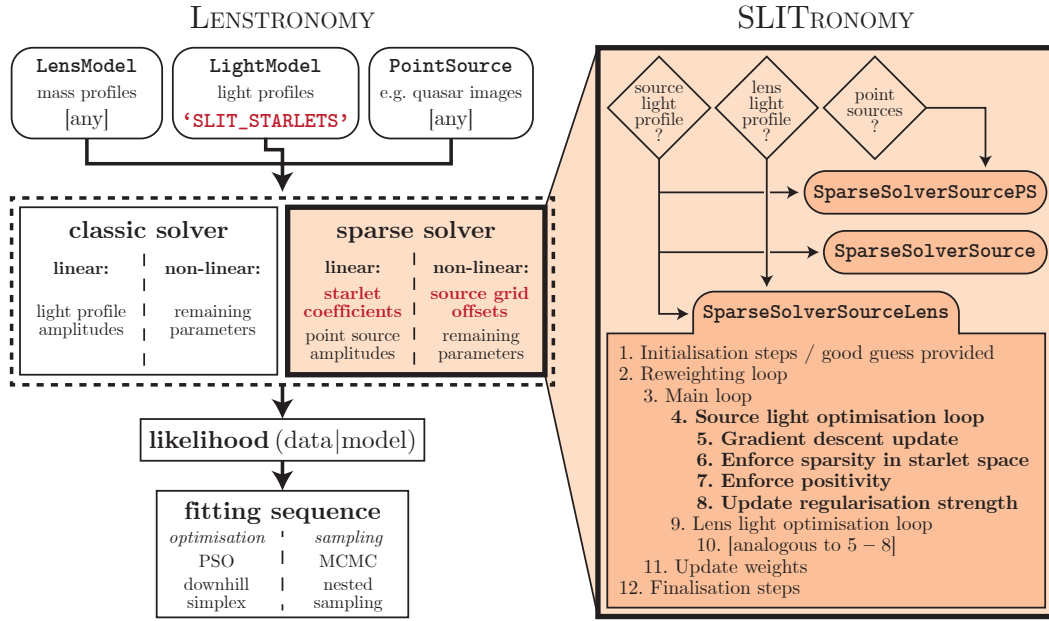 LENSTRONOMY
LensModel
mass profiles
[any]
LightModel
light profiles
‘SLIT_STARLETS’
PointSource
e.g. quasar images
[any]
classic solver
linear:
light profile
amplitudes
non-linear:
remaining
parameters
sparse solver
linear:
starlet
coefficients
point source
amplitudes
non-linear:
source grid
offsets
remaining
parameters
likelihood (data|model)
fitting sequence
optimisation
PSO
downhill
simplex
sampling
MCMC
nested
sampling
SLITRONOMY
source
light
profile
?
lens
light
profile
?
point
sources
?
SparseSolverSourcePS
SparseSolverSource
SparseSolverSourceLens
1. Initialisation steps / good guess provided
2. Reweighting loop
3. Main loop
4. Source light optimisation loop
5. Gradient descent update
6. Enforce sparsity in starlet space
7. Enforce positivity
8. Update regularisation strength
9. Lens light optimisation loop
10. [analogous to 5 – 8]
11. Update weights
12. Finalisation steps